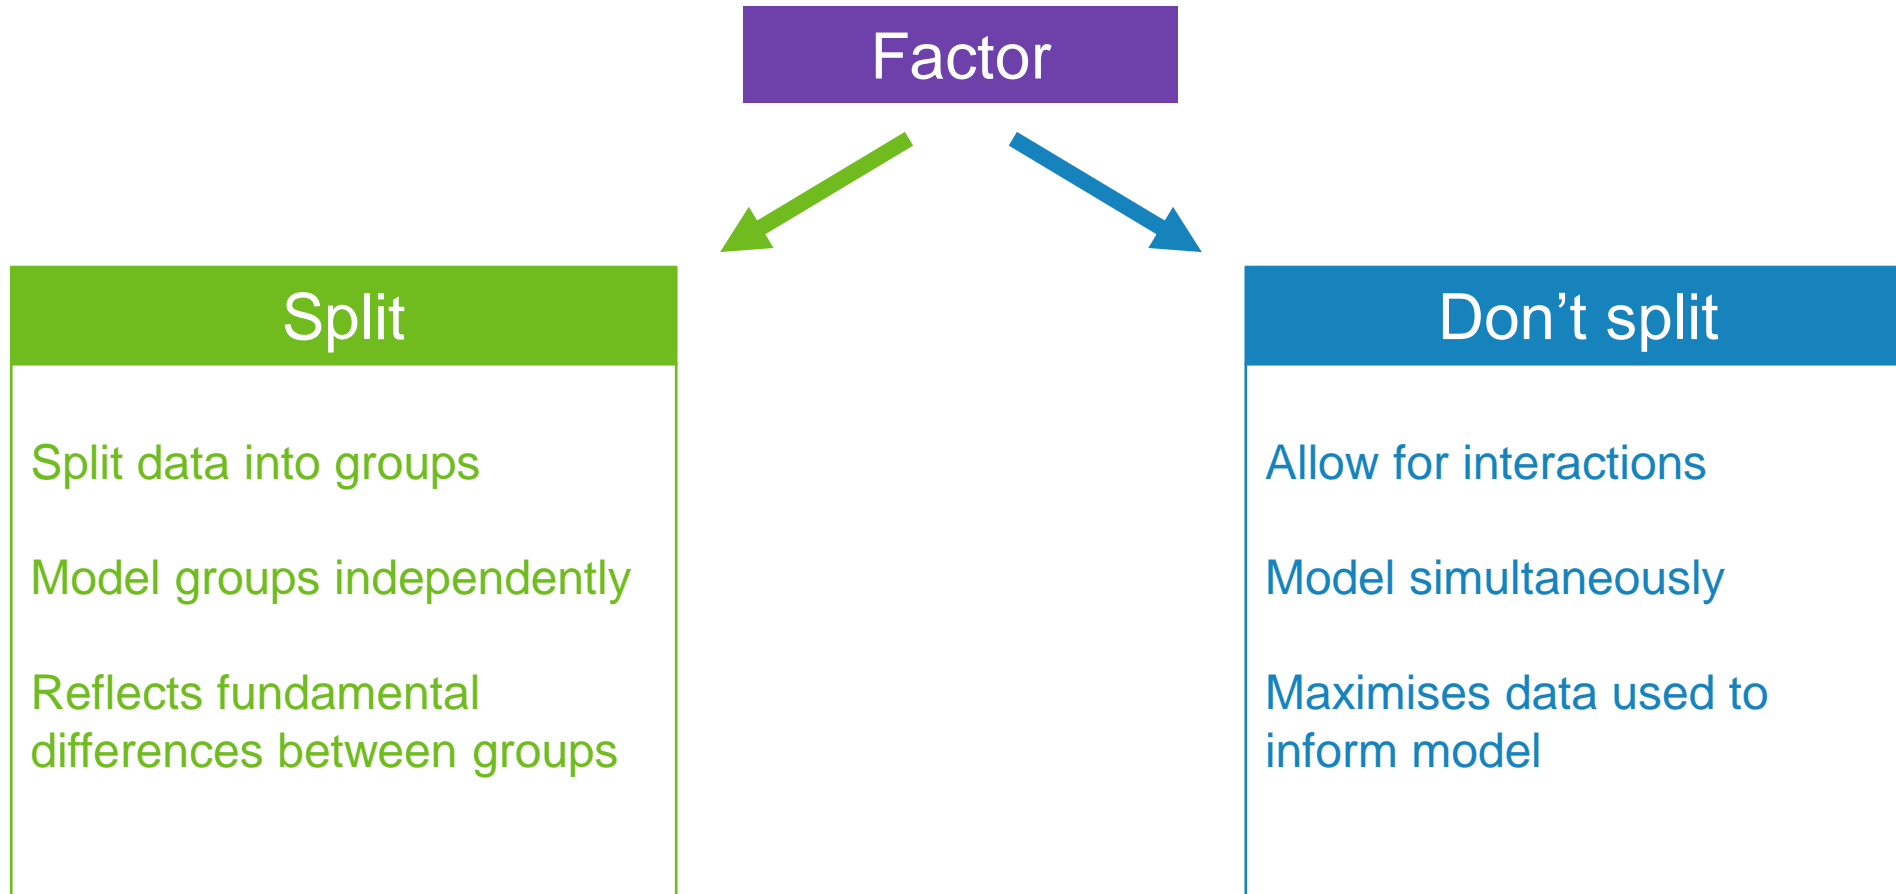 Factor
Split
Split data into groups
Model groups independently
Reflects fundamental
differences between groups
Don’t split
Allow for interactions
Model simultaneously
Maximises data used to
inform model